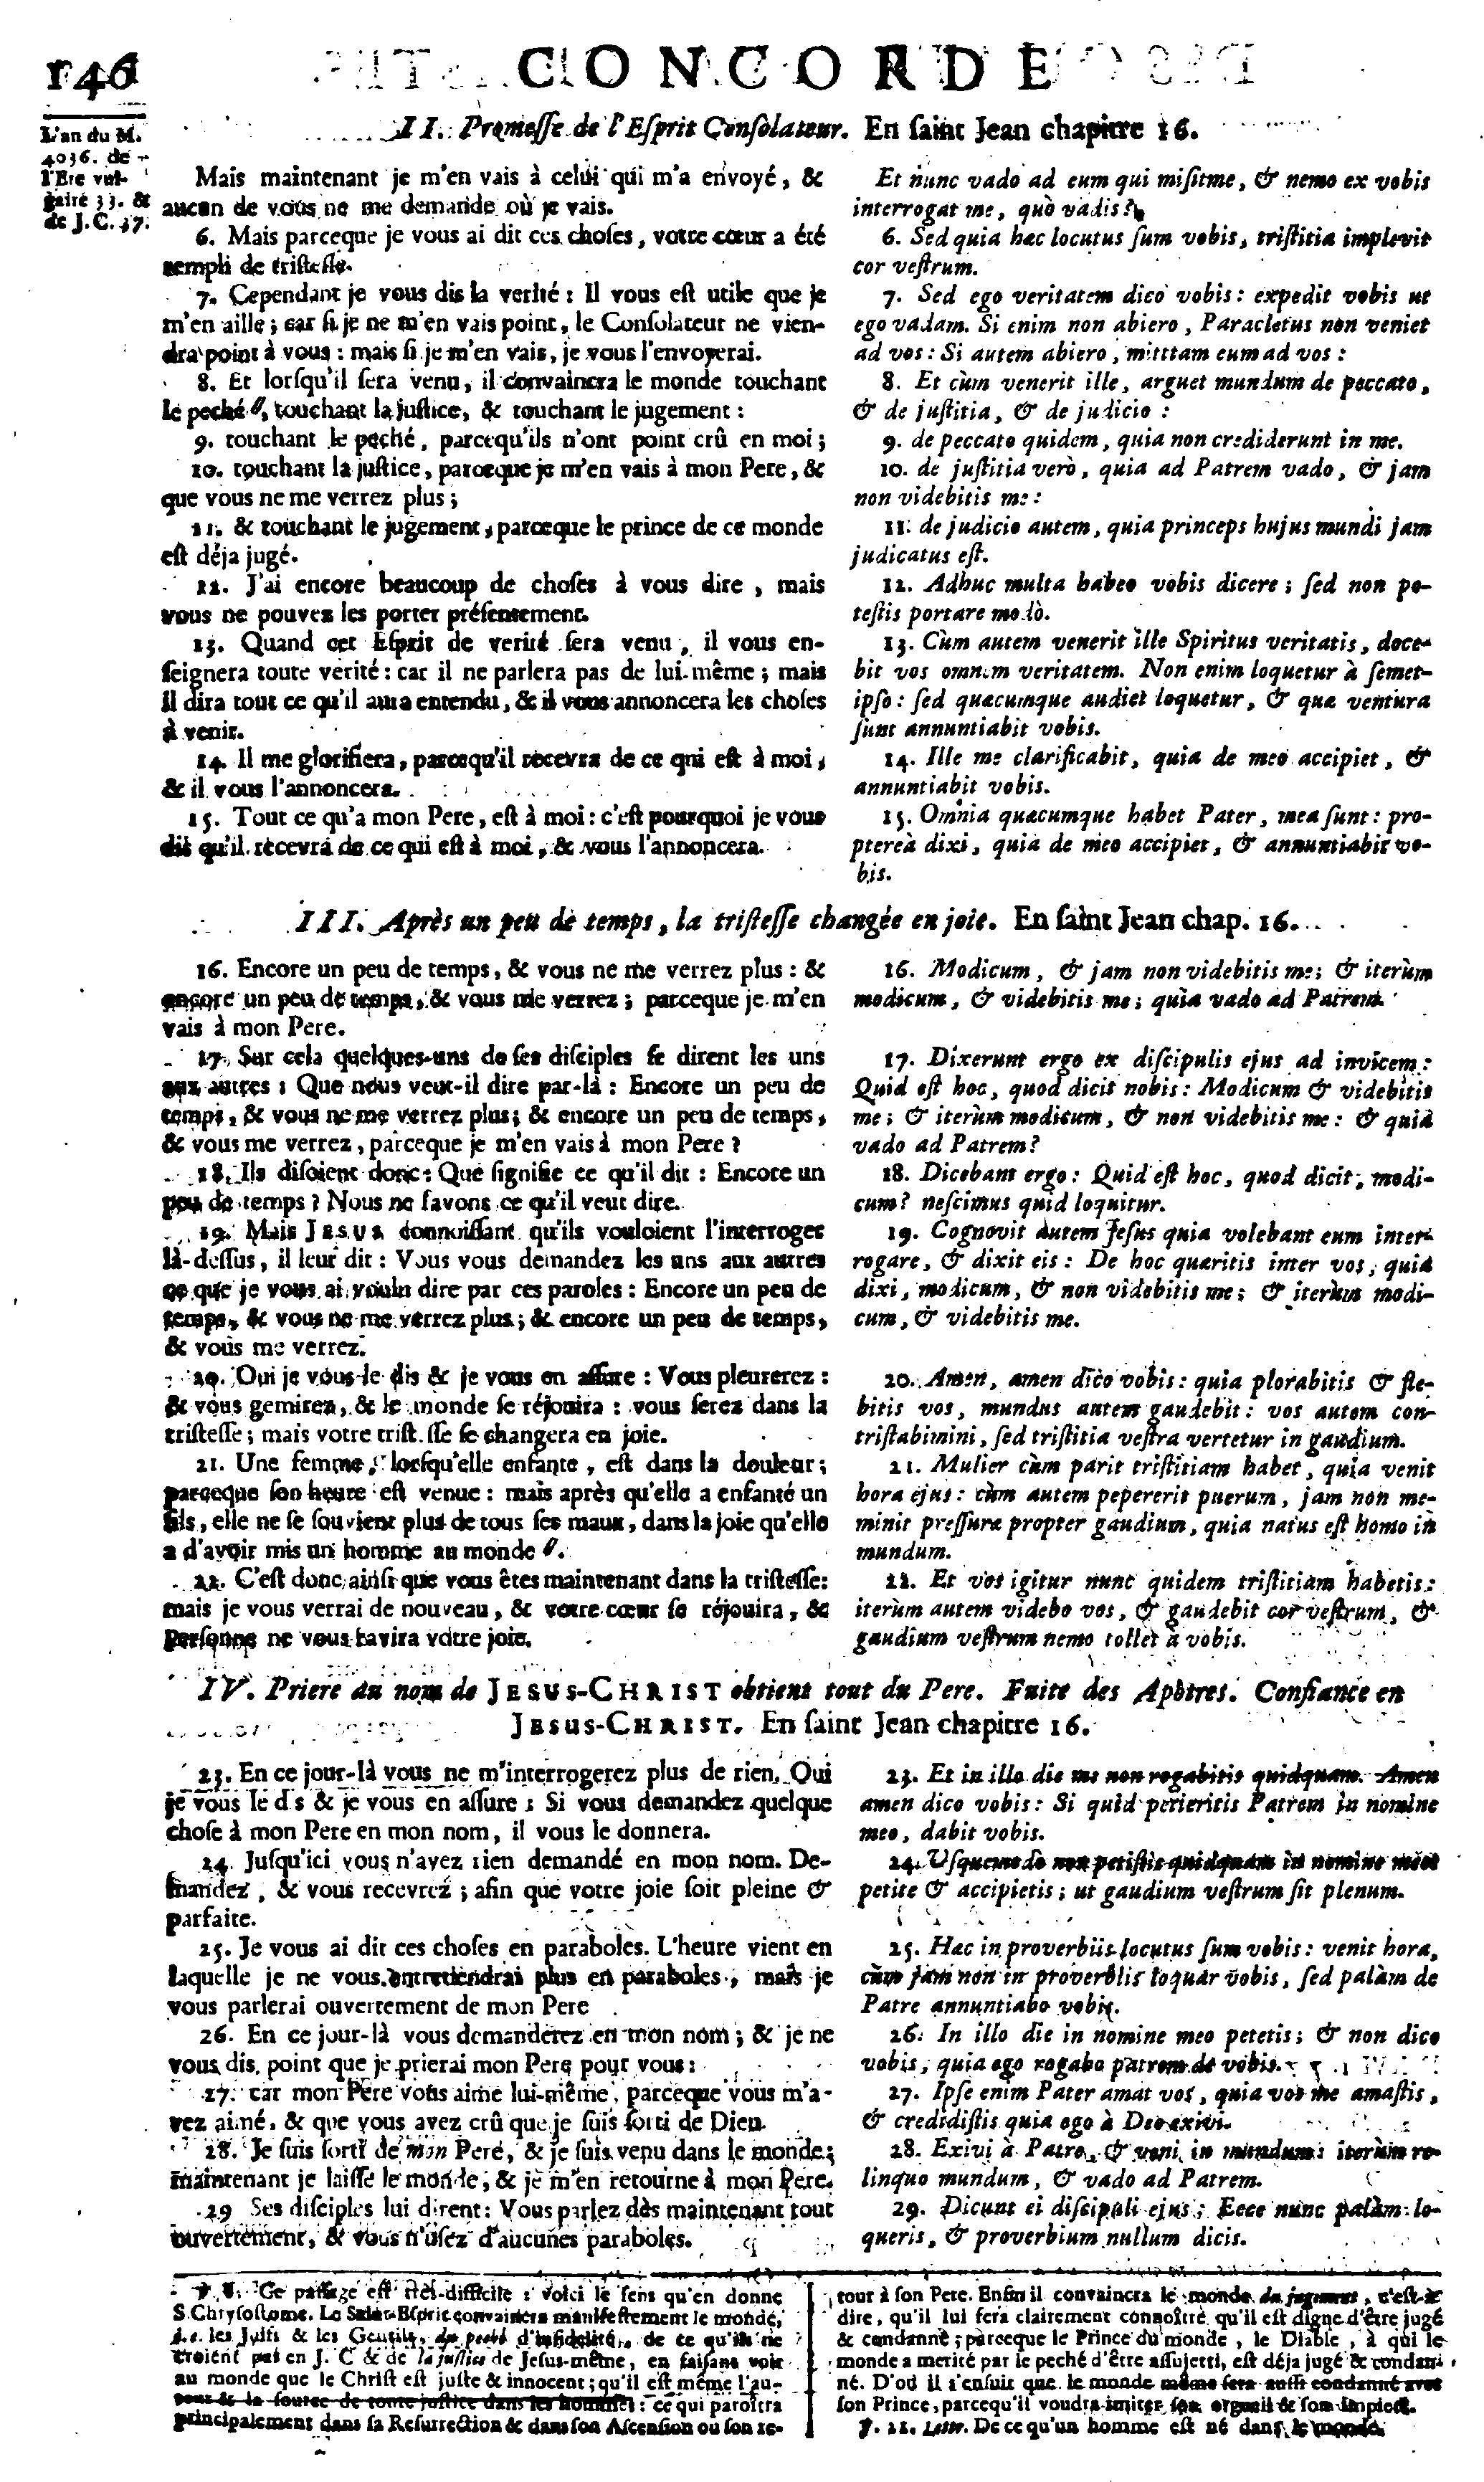 146
CONCORDE
L'an du M.
4036. de
l'Ere vul-
gaire 33. &
de J.C. 37.
II. Promesse de l'Esprit Consolateur. En saint Jean chapitre 16.
Mais maintenant je m'en vais à celui qui m'a envoyé, &
aucun de vous ne me demande où je vais.
6. Mais parceque je vous ai dit ces choses, votre cœur a été
rempli de tristesse.
7. Cependant je vous dis la verité : Il vous est utile que je
m'en aille ; car si je ne m'en vais point, le Consolateur ne vien-
dra point à vous : mais si je m'en vais, je vous l'envoyerai.
8. Et lorsqu'il sera venu, il convaincra le monde touchant
le peché ", touchant la justice, & touchant le jugement :
9. touchant le peché, parcequ'ils n'ont point crû en moi ;
10. touchant la justice, parceque je m'en vais à mon Pere, &
que vous ne me verrez plus ;
11. & touchant le jugement, parceque le prince de ce monde
est déja jugé.
12. J'ai encore beaucoup de choses à vous dire, mais
vous ne pouvez les porter présentement.
13. Quand cet Esprit de verité sera venu, il vous en-
seignera toute verité : car il ne parlera pas de lui-même ; mais
il dira tout ce qu'il aura entendu, & il vous annoncera les choses
à venir.
14. Il me glorifiera, parcequ'il recevra de ce qui est à moi,
& il vous l'annoncera.
15. Tout ce qu'a mon Pere, est à moi : c'est pourquoi je vous
dis qu'il recevra de ce qui est à moi, & vous l'annoncera.
Et nunc vado ad eum qui misit me, & nemo ex vobis
interrogat me, quò vadis ?
6. Sed quia hæc locutus sum vobis, tristitia implevit
cor vestrum.
7. Sed ego veritatem dico vobis : expedit vobis ut
ego vadam. Si enim non abiero, Paracletus non veniet
ad vos : Si autem abiero, mitttam eum ad vos :
8. Et cùm venerit ille, arguet mundum de peccato,
& de justitia, & de judicio :
9. de peccato quidem, quia non crediderunt in me.
10. de justitia verò, quia ad Patrem vado, & jam
non videbitis me :
11. de judicio autem, quia princeps hujus mundi jam
judicatus est.
12. Adhuc multa habeo vobis dicere ; sed non po-
testis portare modò.
13. Cùm autem venerit ille Spiritus veritatis, doce-
bit vos omnem veritatem. Non enim loquetur à semet-
ipso : sed quæcumque audiet loquetur, & quæ ventura
sunt annuntiabit vobis.
14. Ille me clarificabit, quia de meo accipiet, &
annuntiabit vobis.
15. Omnia quæcumque habet Pater, mea sunt : pro-
ptereà dixi, quia de meo accipiet, & annuntiabit vo-
bis.
III. Après un peu de temps, la tristesse changée en joie. En saint Jean chap. 16.
16. Encore un peu de temps, & vous ne me verrez plus : &
encore un peu de temps, & vous me verrez ; parceque je m'en
vais à mon Pere.
17. Sur cela quelques-uns de ses disciples se dirent les uns
aux autres : Que nous veut-il dire par-là : Encore un peu de
temps, & vous ne me verrez plus ; & encore un peu de temps,
& vous me verrez, parceque je m'en vais à mon Pere ?
18. Ils disoient donc : Que signifie ce qu'il dit : Encore un
peu de temps ? Nous ne savons ce qu'il veut dire.
19. Mais JESUS connoissant qu'ils vouloient l'interroger
là-dessus, il leur dit : Vous vous demandez les uns aux autres
ce que je vous ai voulu dire par ces paroles : Encore un peu de
temps, & vous ne me verrez plus ; & encore un peu de temps,
& vous me verrez.
20. Oui je vous le dis & je vous en assure : Vous pleurerez :
& vous gemirez, & le monde se réjouira : vous serez dans la
tristesse ; mais votre trist.sse se changera en joie.
21. Une femme, lorsqu'elle enfante, est dans la douleur ;
parceque son heure est venue : mais après qu'elle a enfanté un
fils, elle ne se souvient plus de tous ses maux, dans la joie qu'elle
a d'avoir mis un homme au monde ".
22. C'est donc ainsi que vous êtes maintenant dans la tristesse :
mais je vous verrai de nouveau, & votre cœur se réjouira, &
personne ne vous ravira votre joie.
16. Modicum, & jam non videbitis me ; & iterùm
modicum, & videbitis me ; quia vado ad Patrem.
17. Dixerunt ergo ex discipulis ejus ad invicem :
Quid est hoc, quod dicit nobis : Modicum & videbitis
me ; & iterùm modicum, & non videbitis me : & quia
vado ad Patrem ?
18. Dicebant ergo : Quid est hoc, quod dicit, modi-
cum ? nescimus quid loquitur.
19. Cognovit autem Jesus quia volebant eum inter-
rogare, & dixit eis : De hoc quæritis inter vos, quia
dixi, modicum, & non videbitis me ; & iterùm modi-
cum, & videbitis me.
20. Amen, amen dico vobis : quia plorabitis & fle-
bitis vos, mundus autem gaudebit : vos autem con-
tristabimini, sed tristitia vestra vertetur in gaudium.
21. Mulier cùm parit tristitiam habet, quia venit
hora ejus : cùm autem pepererit puerum, jam non me-
minit pressuræ propter gaudium, quia natus est homo in
mundum.
22. Et vos igitur nunc quidem tristitiam habetis :
iterùm autem videbo vos, & gaudebit cor vestrum, &
gaudium vestrum nemo tollet à vobis.
IV. Priere au nom de JESUS-CHRIST obtient tout du Pere. Fuite des Apôtres. Confiance en
JESUS-CHRIST. En saint Jean chapitre 16.
23. En ce jour-là vous ne m'interrogerez plus de rien. Oui
je vous le d s & je vous en assure : Si vous demandez quelque
chose à mon Pere en mon nom, il vous le donnera.
24. Jusqu'ici vous n'avez rien demandé en mon nom. De-
mandez, & vous recevrez ; afin que votre joie soit pleine &
parfaite.
25. Je vous ai dit ces choses en paraboles. L'heure vient en
laquelle je ne vous entretiendrai plus en paraboles, mais je
vous parlerai ouvertement de mon Pere
26. En ce jour-là vous demanderez en mon nom ; & je ne
vous dis point que je prierai mon Pere pour vous :
27. car mon Pere vous aime lui-même, parceque vous m'a-
vez aimé, & que vous avez crû que je suis sorti de Dieu.
28. Je suis sorti de mon Pere, & je suis venu dans le monde ;
maintenant je laisse le monde, & je m'en retourne à mon Pere.
29 Ses disciples lui dirent : Vous parlez dès maintenant tout
ouvertement, & vous n'usez d'aucunes paraboles.
23. Et in illo die me non rogabitis quidquam. Amen
amen dico vobis : Si quid petieritis Patrem in nomine
meo, dabit vobis.
24. Usquemodo non petistis quidquam in nomine meo :
petite & accipietis ; ut gaudium vestrum sit plenum.
25. Hæc in proverbiis locutus sum vobis : venit hora,
cùm jam non in proverbiis loquar vobis, sed palàm de
Patre annuntiabo vobis.
26. In illo die in nomine meo petetis ; & non dico
vobis, quia ego rogabo patrem de vobis.
27. Ipse enim Pater amat vos, quia vos me amastis,
& credidistis quia ego à Deo exivi.
28. Exivi à Patre, & veni in mundum : iterùm re-
linquo mundum, & vado ad Patrem.
29. Dicunt ei discipuli ejus : Ecce nunc palàm lo-
queris, & proverbium nullum dicis.
℣. 8. Ce passage est très-difficile : voici le sens qu'en donne
S. Chrysostome. Le Saint-Esprit convaincra manifestement le monde,
i.e. les Juifs & les Gentils, du peché d'infidelité, de ce qu'ils ne
croient pas en J. C & de la justice de Jesus-même, en faisant voir
au monde que le Christ est juste & innocent ; qu'il est même l'au-
teur & la source de toute justice dans les hommes : ce qui paroîtra
principalement dans sa Resurrection & dans son Ascension ou son re-
tour à son Pere. Enfin il convaincra le monde du jugement, c'est-à-
dire, qu'il lui fera clairement connoître qu'il est digne d'être jugé
& condanné ; parceque le Prince du monde, le Diable, à qui le
monde a merité par le peché d'être assujetti, est déja jugé & condan-
né. D'où il s'ensuit que le monde même sera aussi condanné avec
son Prince, parcequ'il voudra imiter son orgueil & son impieté.
℣. 21. Lettr. De ce qu'un homme est né dans le monde.